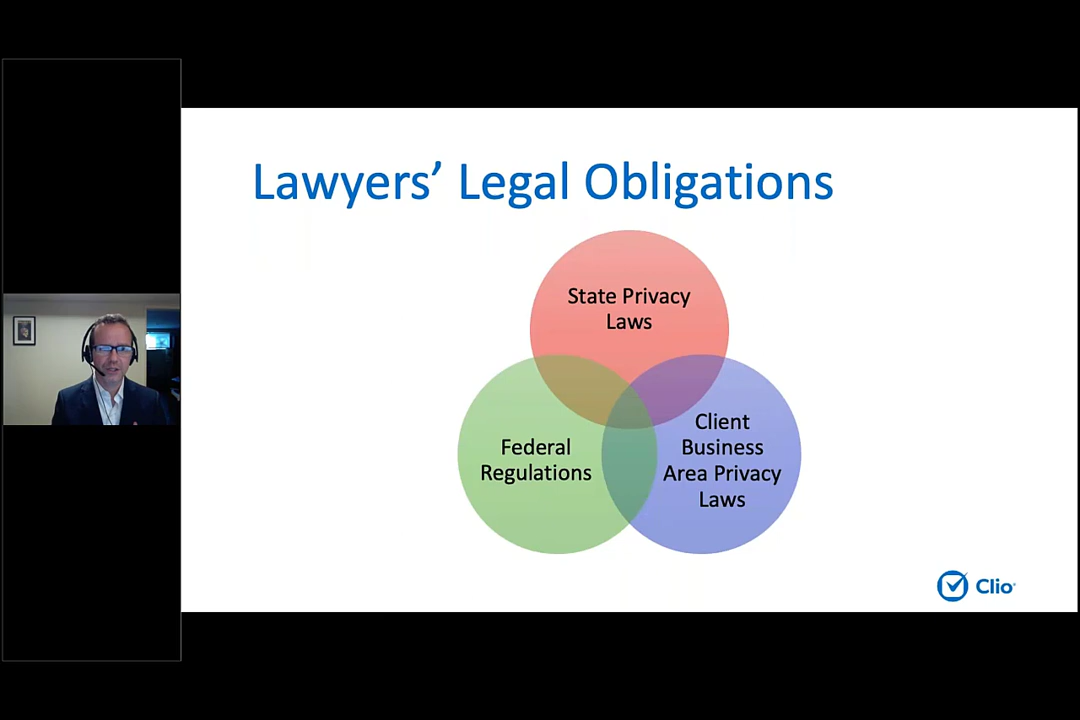 Lawyers’ Legal Obligations
State Privacy
Laws
Federal
Regulations
Client
Business
Area Privacy
Laws
Clio